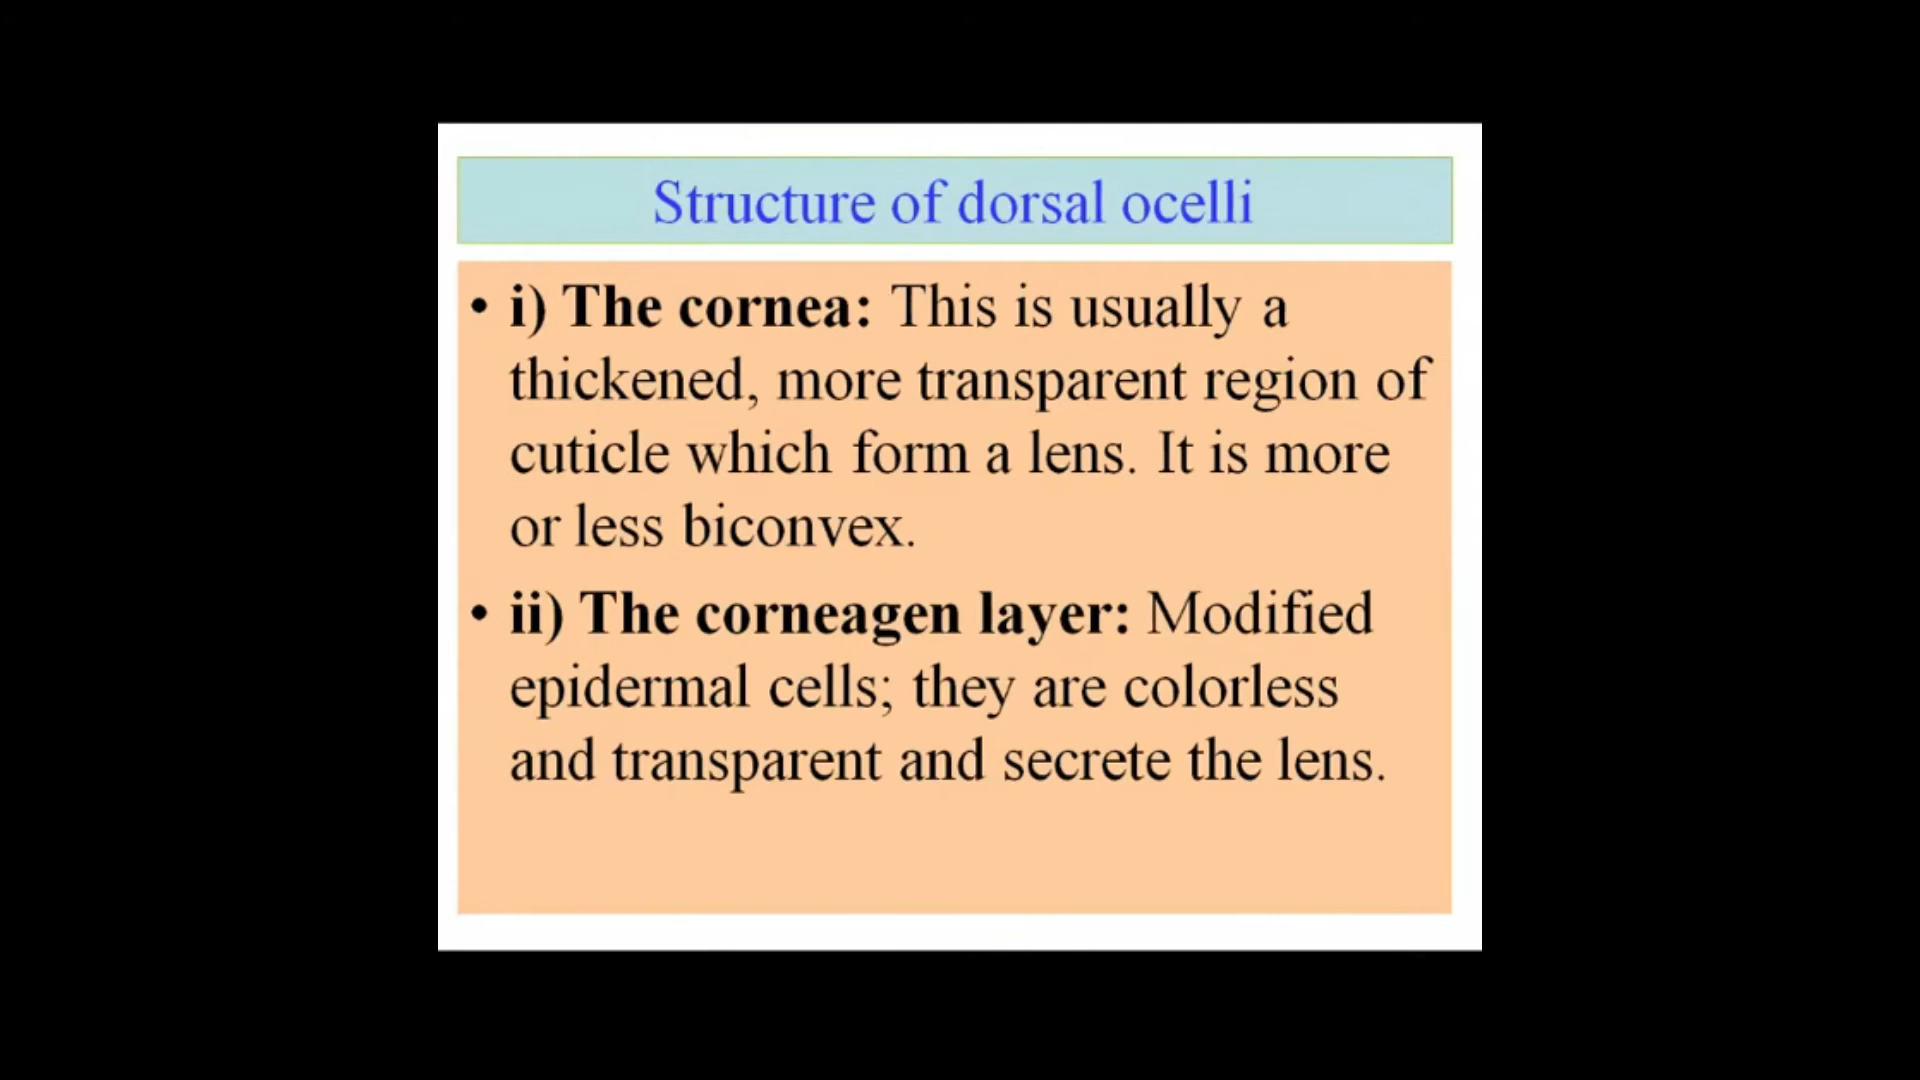 Structure of dorsal ocelli
• i) The cornea: This is usually a
thickened, more transparent region of
cuticle which form a lens. It is more
or less biconvex.
• ii) The corneagen layer: Modified
epidermal cells; they are colorless
and transparent and secrete the lens.